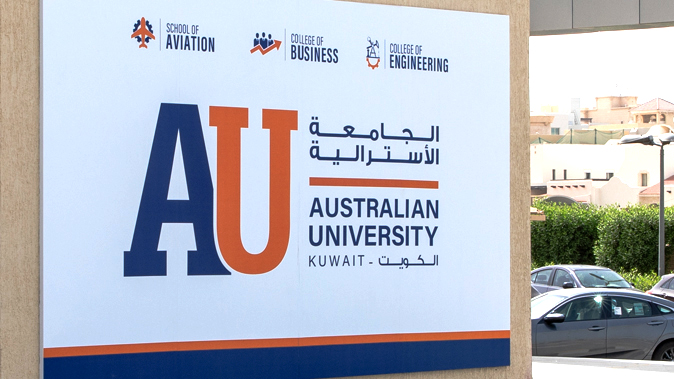 SCHOOL OF
AVIATION
COLLEGE OF
BUSINESS
COLLEGE OF
ENGINEERING
AU
الجامعة
الأسترالية
AUSTRALIAN
UNIVERSITY
KUWAIT - الكويت